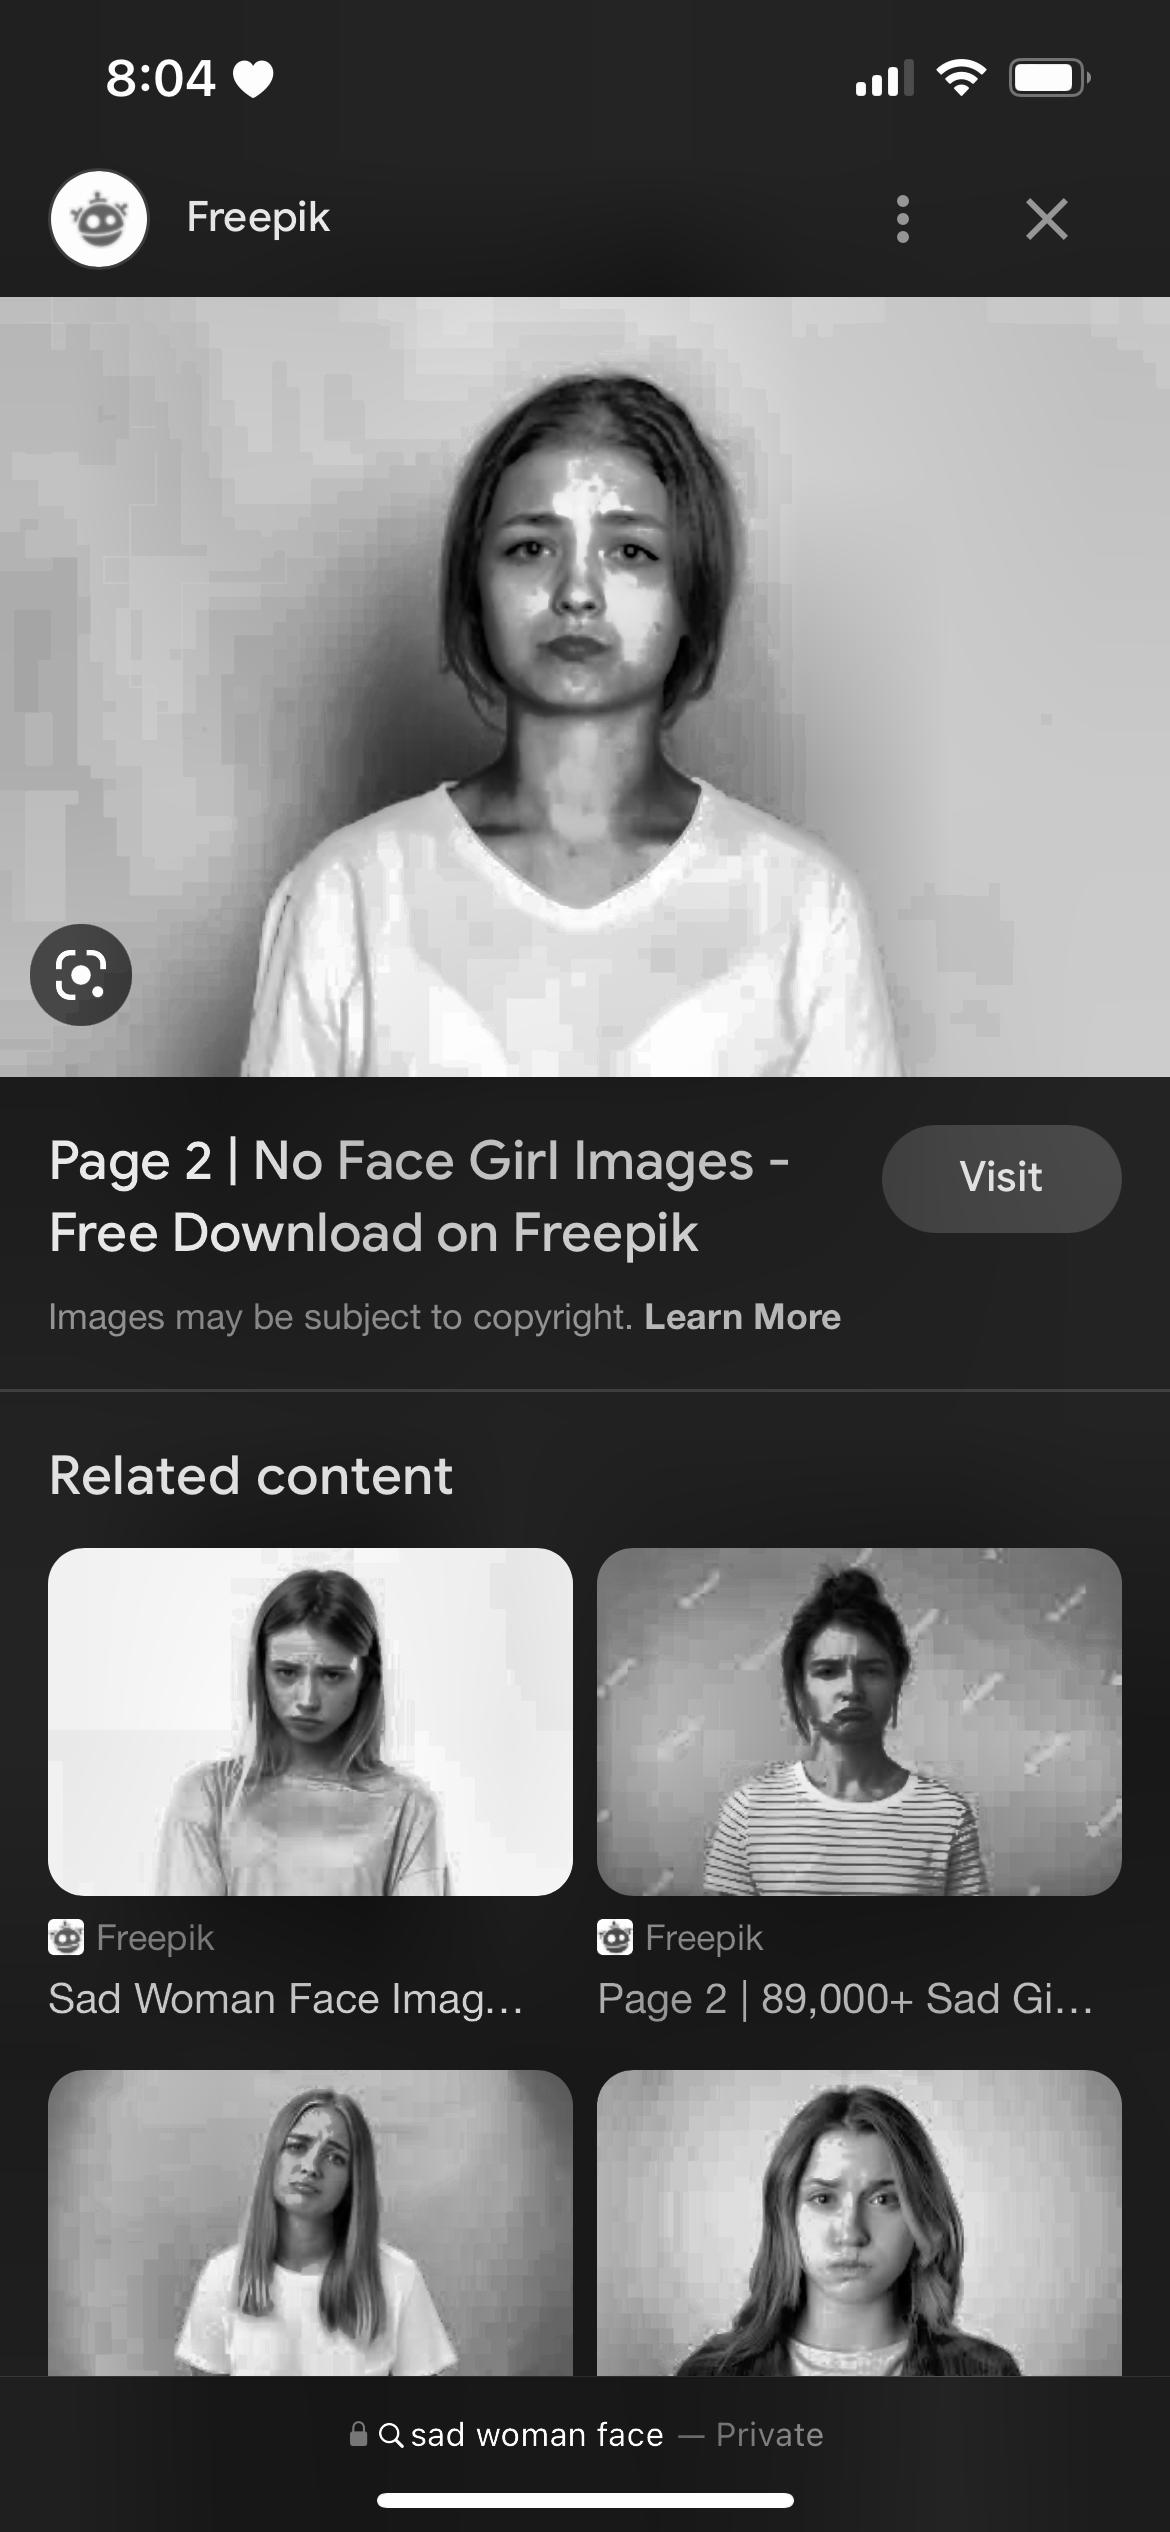 8:04
Freepik
Page 2 | No Face Girl Images -
Free Download on Freepik
Visit
Images may be subject to copyright. Learn More
Related content
Freepik
Sad Woman Face Imag...
Freepik
Page 2 | 89,000+ Sad Gi...
sad woman face — Private